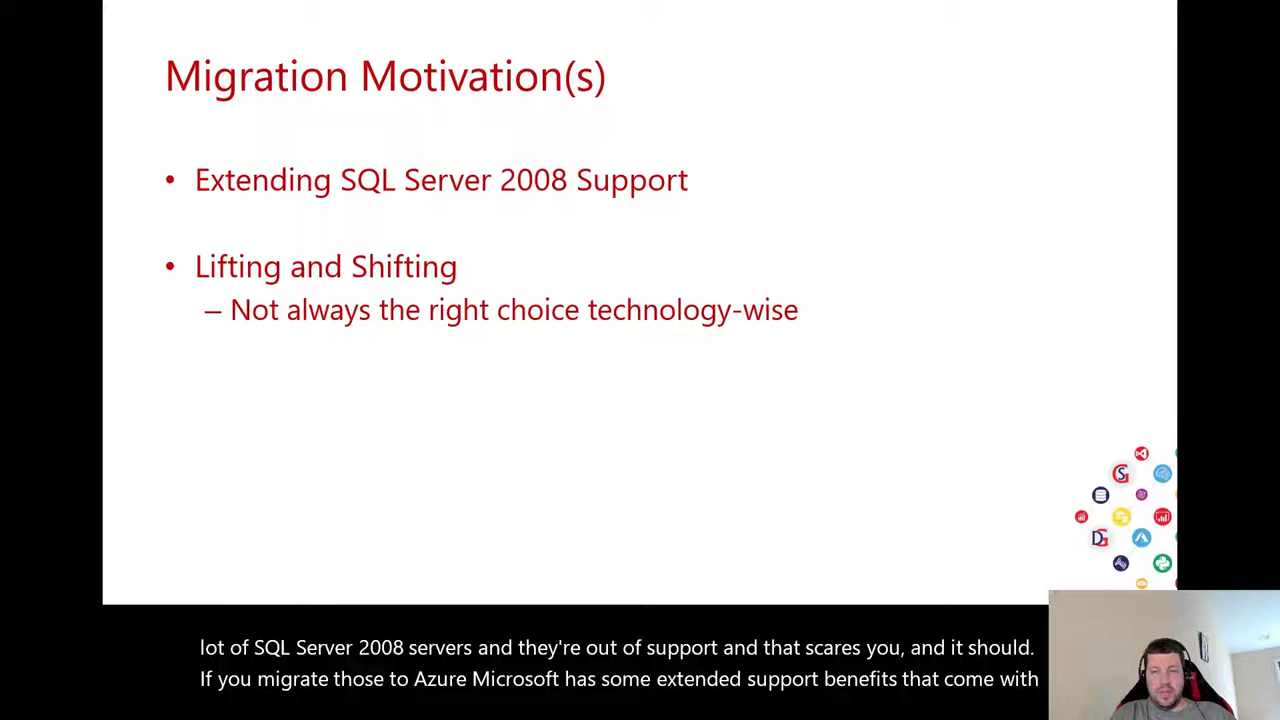 Migration Motivation(s)
• Extending SQL Server 2008 Support
• Lifting and Shifting
– Not always the right choice technology-wise
GS
DG
lot of SQL Server 2008 servers and they're out of support and that scares you, and it should.
If you migrate those to Azure Microsoft has some extended support benefits that come with